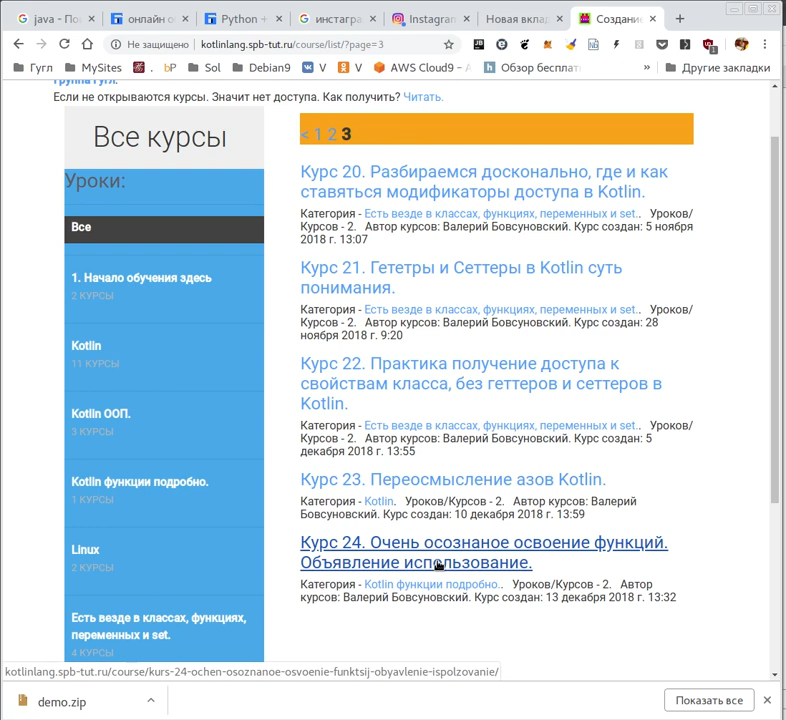 java - По
онлайн о
Python +
инстагра
Instagram
Новая вкла
Создание
Не защищено
kotlinlang.spb-tut.ru/course/list/?page=3
Гугл
MySites
.
bP
Sol
Debian9
V
V
AWS Cloud9 – A
Обзор бесплат
»
Другие закладки
Группа Гугл.
Если не открываются курсы. Значит нет доступа. Как получить? Читать.
Все курсы
Уроки:
Все
1. Начало обучения здесь
2 КУРСЫ
Kotlin
11 КУРСЫ
Kotlin ООП.
3 КУРСЫ
Kotlin функции подробно.
1 КУРСЫ
Linux
2 КУРСЫ
Есть везде в классах, функциях,
переменных и set.
4 КУРСЫ
< 1 2 3
Курс 20. Разбираемся досконально, где и как
ставяться модификаторы доступа в Kotlin.
Категория - Есть везде в классах, функциях, переменных и set.. Уроков/
Курсов - 2. Автор курсов: Валерий Бовсуновский. Курс создан: 5 ноября
2018 г. 13:07
Курс 21. Гететры и Сеттеры в Kotlin суть
понимания.
Категория - Есть везде в классах, функциях, переменных и set.. Уроков/
Курсов - 2. Автор курсов: Валерий Бовсуновский. Курс создан: 28
ноября 2018 г. 9:20
Курс 22. Практика получение доступа к
свойствам класса, без геттеров и сеттеров в
Kotlin.
Категория - Есть везде в классах, функциях, переменных и set.. Уроков/
Курсов - 2. Автор курсов: Валерий Бовсуновский. Курс создан: 5
декабря 2018 г. 13:55
Курс 23. Переосмысление азов Kotlin.
Категория - Kotlin. Уроков/Курсов - 2. Автор курсов: Валерий
Бовсуновский. Курс создан: 10 декабря 2018 г. 13:59
Курс 24. Очень осознаное освоение функций.
Объявление использование.
Категория - Kotlin функции подробно.. Уроков/Курсов - 2. Автор
курсов: Валерий Бовсуновский. Курс создан: 13 декабря 2018 г. 13:32
kotlinlang.spb-tut.ru/course/kurs-24-ochen-osoznanoe-osvoenie-funktsij-obyavlenie-ispolzovanie/
demo.zip
Показать все